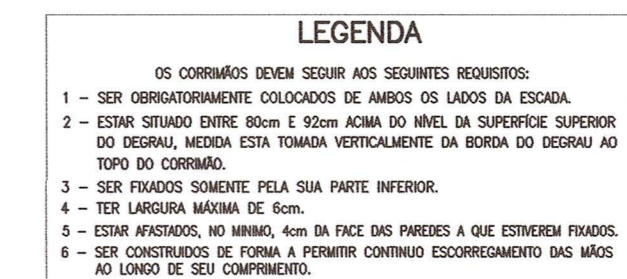 LEGENDA
OS CORRIMÃOS DEVEM SEGUIR AOS SEGUINTES REQUISITOS:
1 – SER OBRIGATORIAMENTE COLOCADOS DE AMBOS OS LADOS DA ESCADA.
2 – ESTAR SITUADO ENTRE 80cm E 92cm ACIMA DO NÍVEL DA SUPERFÍCIE SUPERIOR
DO DEGRAU, MEDIDA ESTA TOMADA VERTICALMENTE DA BORDA DO DEGRAU AO
TOPO DO CORRIMÃO.
3 – SER FIXADOS SOMENTE PELA SUA PARTE INFERIOR.
4 – TER LARGURA MÁXIMA DE 6cm.
5 – ESTAR AFASTADOS, NO MINIMO, 4cm DA FACE DAS PAREDES A QUE ESTIVEREM FIXADOS.
6 – SER CONSTRUIDOS DE FORMA A PERMITIR CONTINUO ESCORREGAMENTO DAS MÃOS
AO LONGO DE SEU COMPRIMENTO.